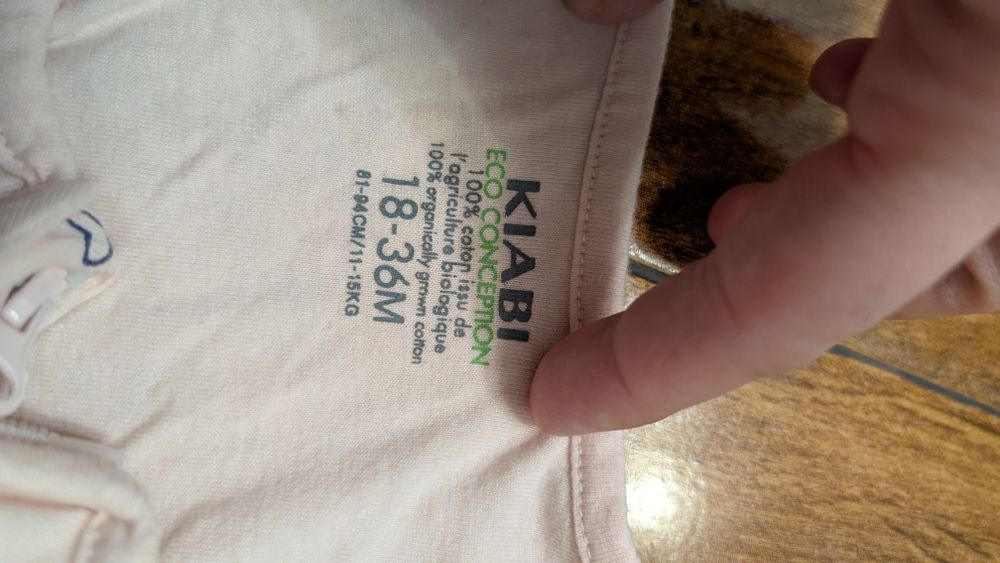 KIABI
ECO CONCEPTION
100% coton issu de
l'agriculture biologique
100% organically grown cotton
18-36M
81-94CM/11-15KG